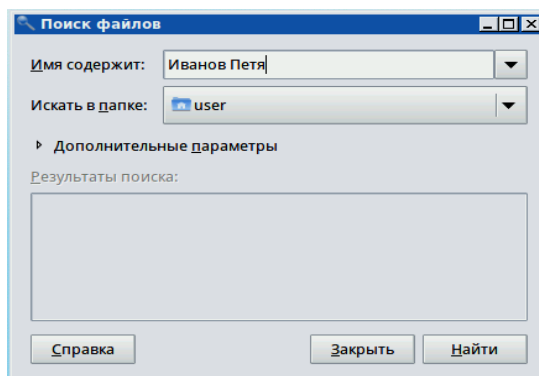 Поиск файлов
Имя содержит: Иванов Петя
Искать в папке: user
Дополнительные параметры
Результаты поиска:
Справка Закрыть Найти